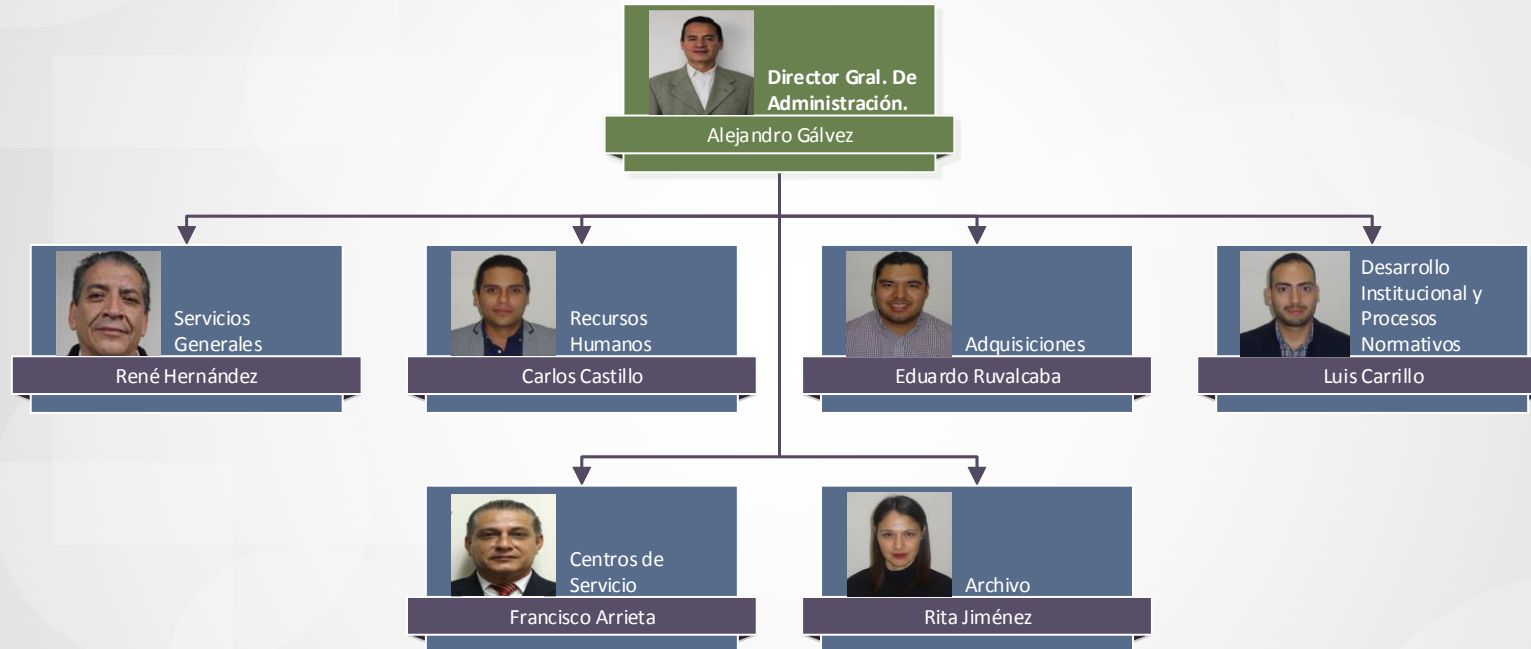 Director Gral. De
Administración.
Alejandro Gálvez
Servicios
Generales
René Hernández
Recursos
Humanos
Carlos Castillo
Adquisiciones
Eduardo Ruvalcaba
Desarrollo
Institucional y
Procesos
Normativos
Luis Carrillo
Centros de
Servicio
Francisco Arrieta
Archivo
Rita Jiménez